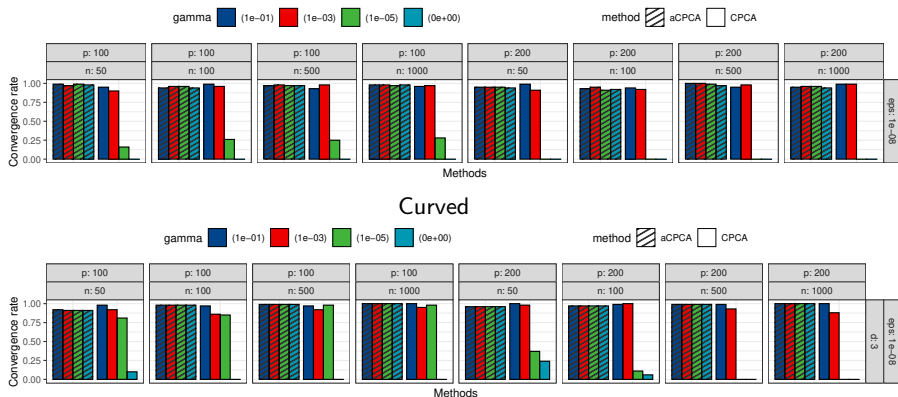 gamma (1e−01) (1e−03) (1e−05) (0e+00) method aCPCA CPCA
p: 100 p: 100 p: 100 p: 100 p: 200 p: 200 p: 200 p: 200
n: 50 n: 100 n: 500 n: 1000 n: 50 n: 100 n: 500 n: 1000
Convergence rate
1.00
0.75
0.50
0.25
0.00
eps: 1e−08
Methods
Curved
gamma (1e−01) (1e−03) (1e−05) (0e+00) method aCPCA CPCA
p: 100 p: 100 p: 100 p: 100 p: 200 p: 200 p: 200 p: 200
n: 50 n: 100 n: 500 n: 1000 n: 50 n: 100 n: 500 n: 1000
Convergence rate
1.00
0.75
0.50
0.25
0.00
d: 3
eps: 1e−08
Methods